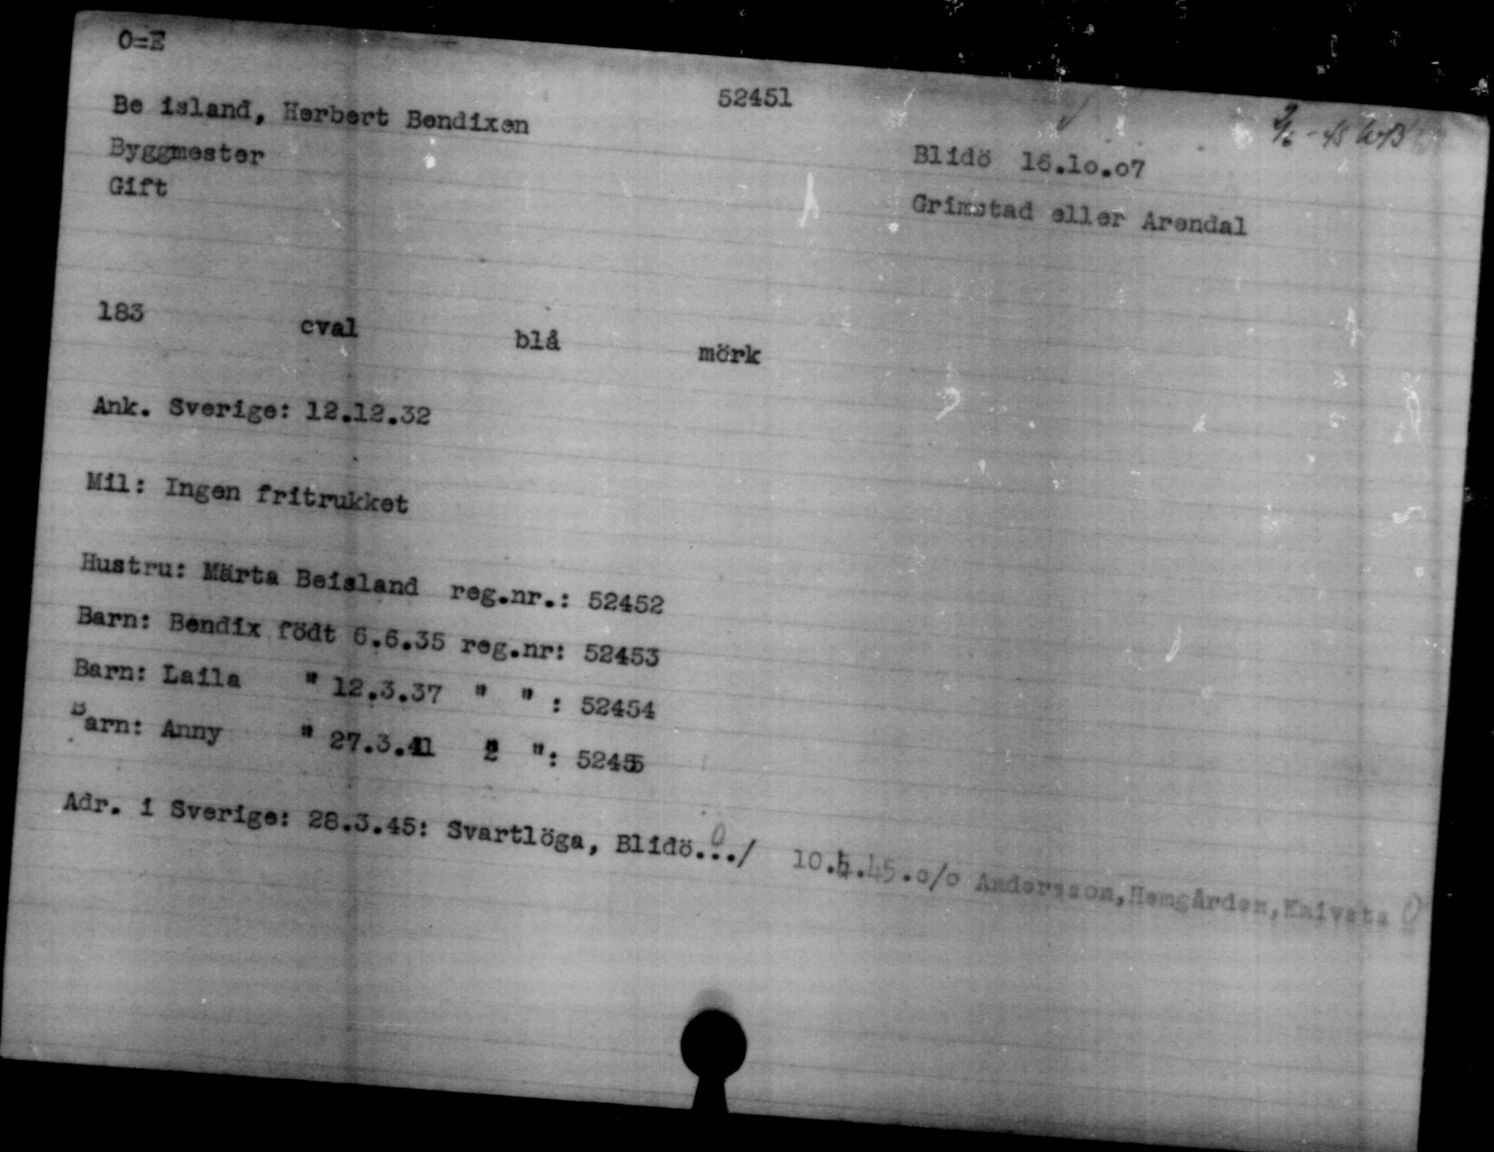 O=E
52451
Be island, Herbert Bendixen
Byggmester
Blidö 16.10.07
Gift
Grimstad eller Arendal
183 oval blå mörk
Ank. Sverige: 12.12.32
Mil: Ingen fritrukket
Hustru: Märta Beisland reg.nr.: 52452
Barn: Bendix födt 6.6.35 reg.nr: 52453
Barn: Laila " 12.3.37 " " : 52454
Barn: Anny " 27.3.41 " ": 52455
Adr. i Sverige: 28.3.45: Svartlöga, Blidö.../ 10.4.45.c/o Andersson,Hemgården,Knivsta